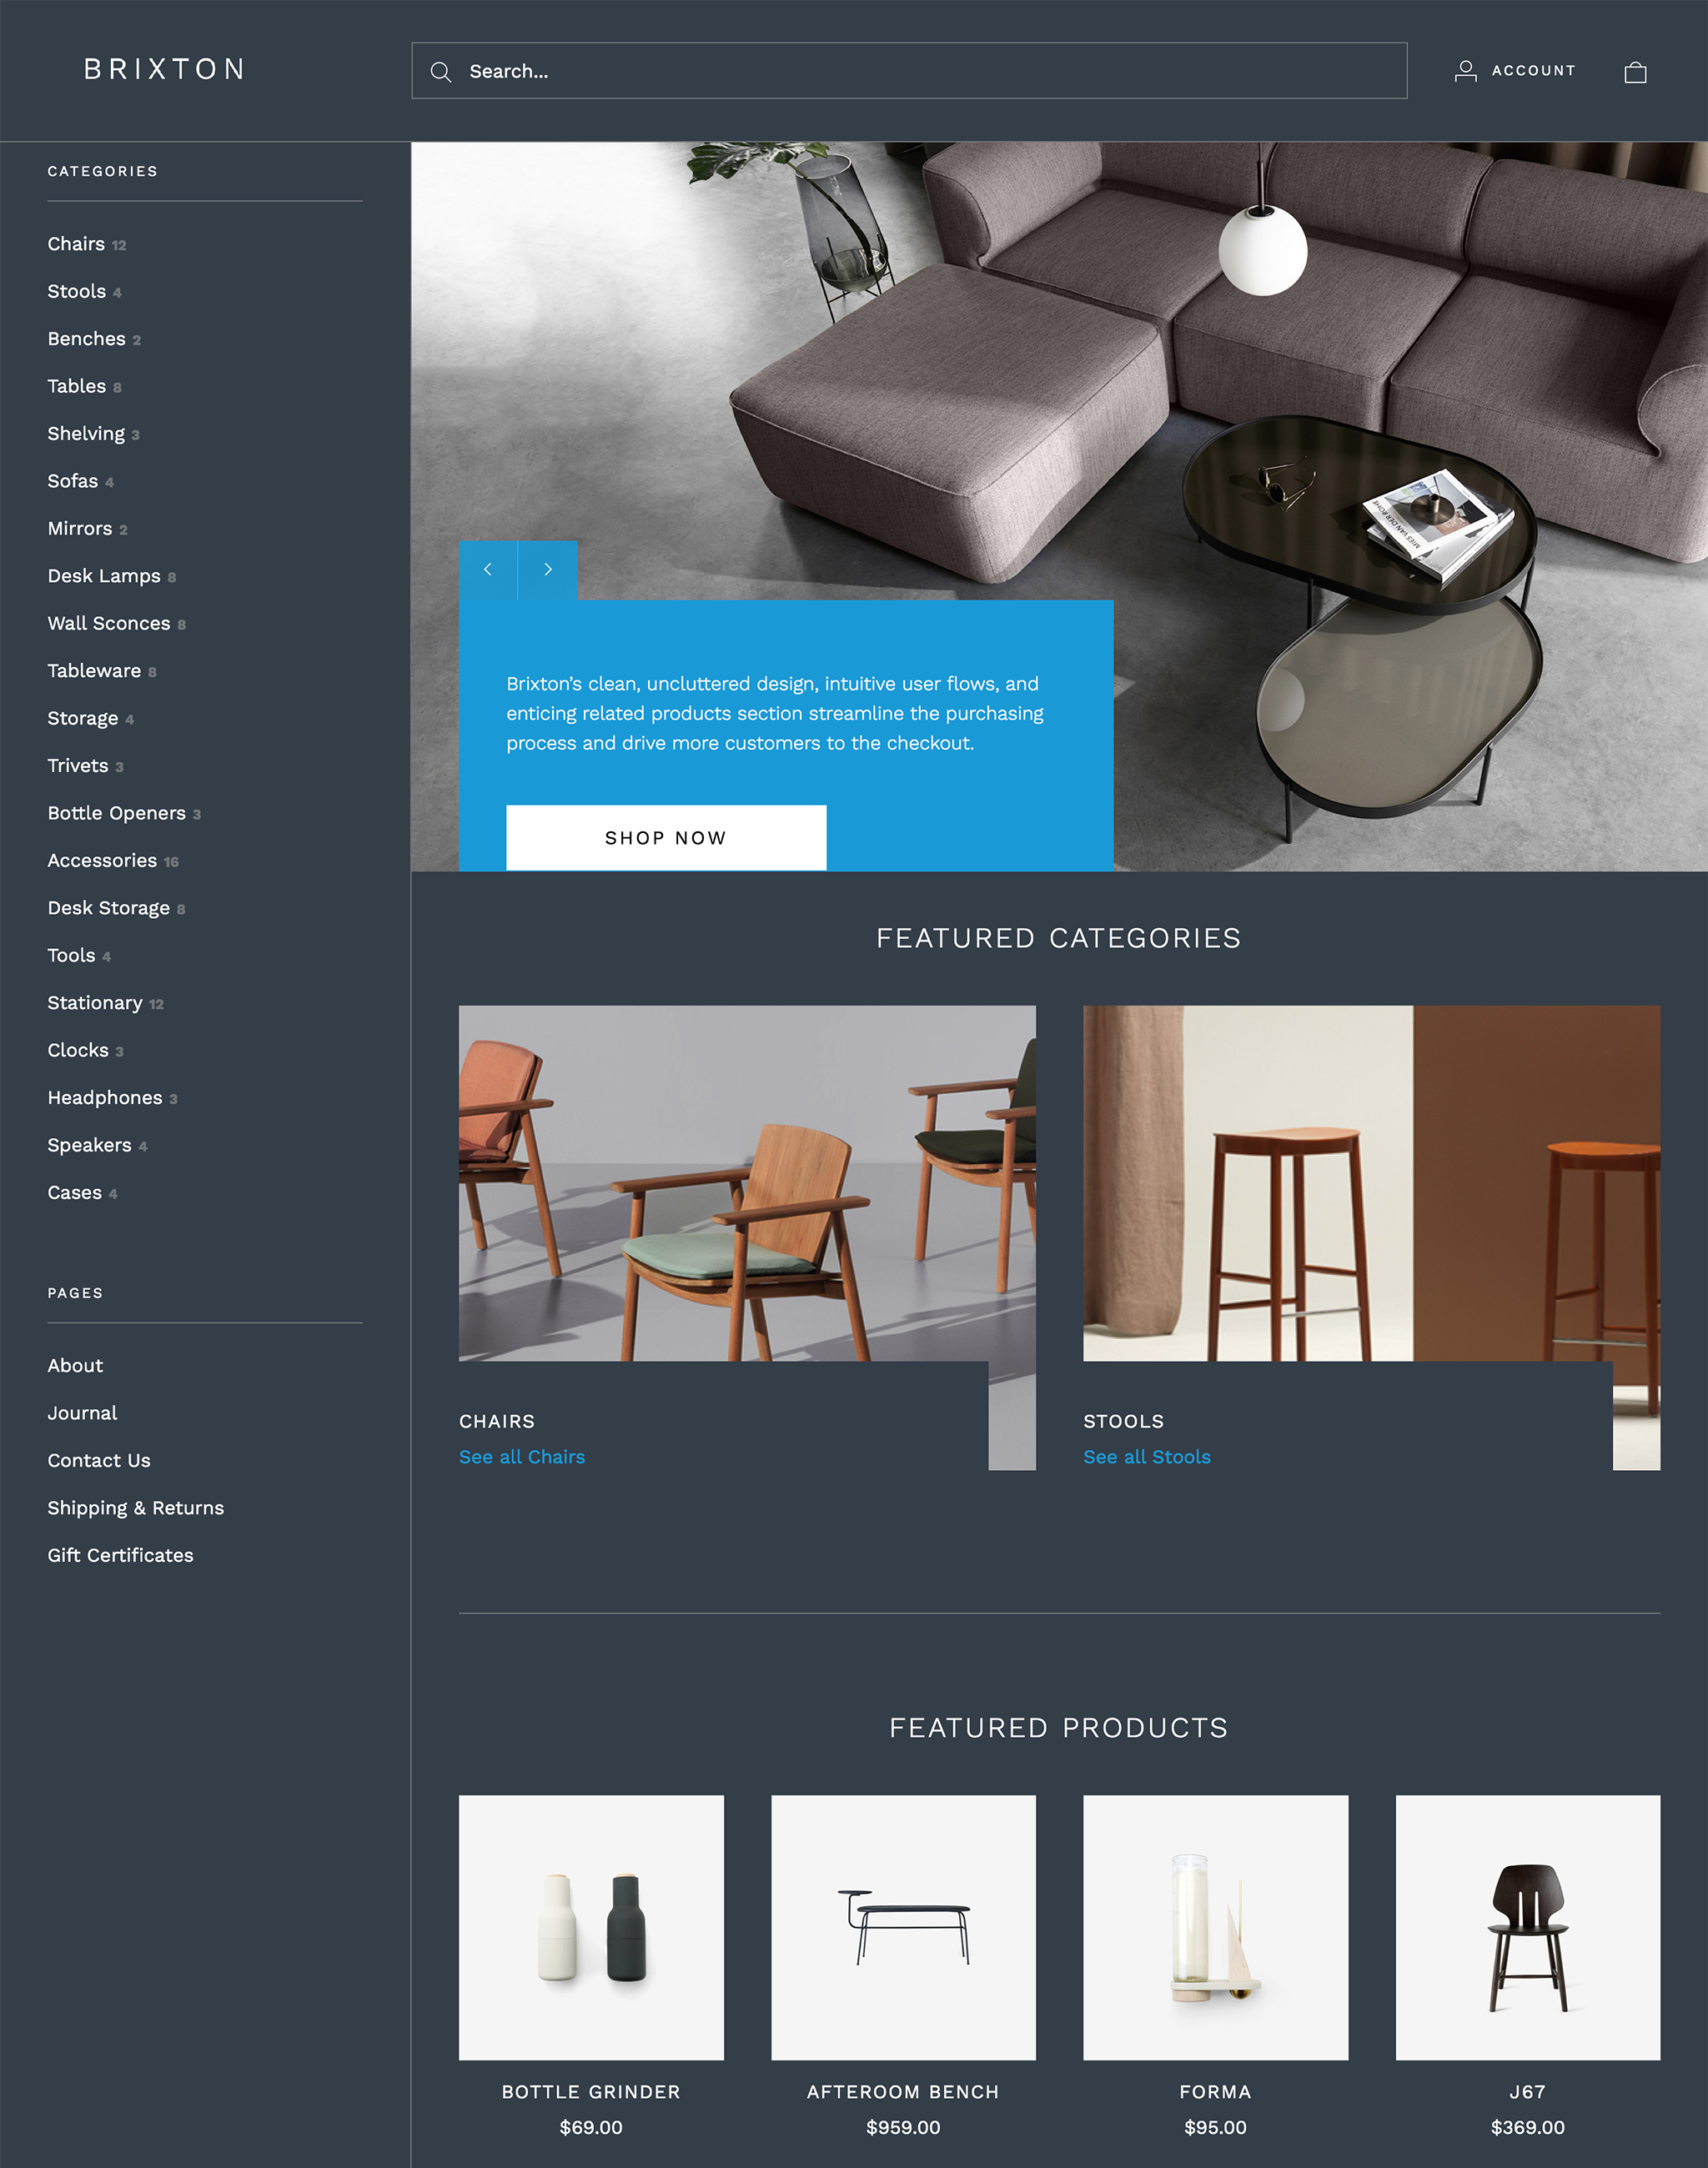 BRIXTON
Search...
ACCOUNT
CATEGORIES
Chairs 12
Stools 4
Benches 2
Tables 8
Shelving 3
Sofas 4
Mirrors 2
Desk Lamps 8
Wall Sconces 8
Tableware 8
Storage 4
Trivets 3
Bottle Openers 3
Accessories 16
Desk Storage 8
Tools 4
Stationary 12
Clocks 3
Headphones 3
Speakers 4
Cases 4
PAGES
About
Journal
Contact Us
Shipping & Returns
Gift Certificates
MIES VAN DER ROHE
Brixton’s clean, uncluttered design, intuitive user flows, and
enticing related products section streamline the purchasing
process and drive more customers to the checkout.
SHOP NOW
FEATURED CATEGORIES
CHAIRS
See all Chairs
STOOLS
See all Stools
FEATURED PRODUCTS
BOTTLE GRINDER
$69.00
AFTEROOM BENCH
$959.00
FORMA
$95.00
J67
$369.00